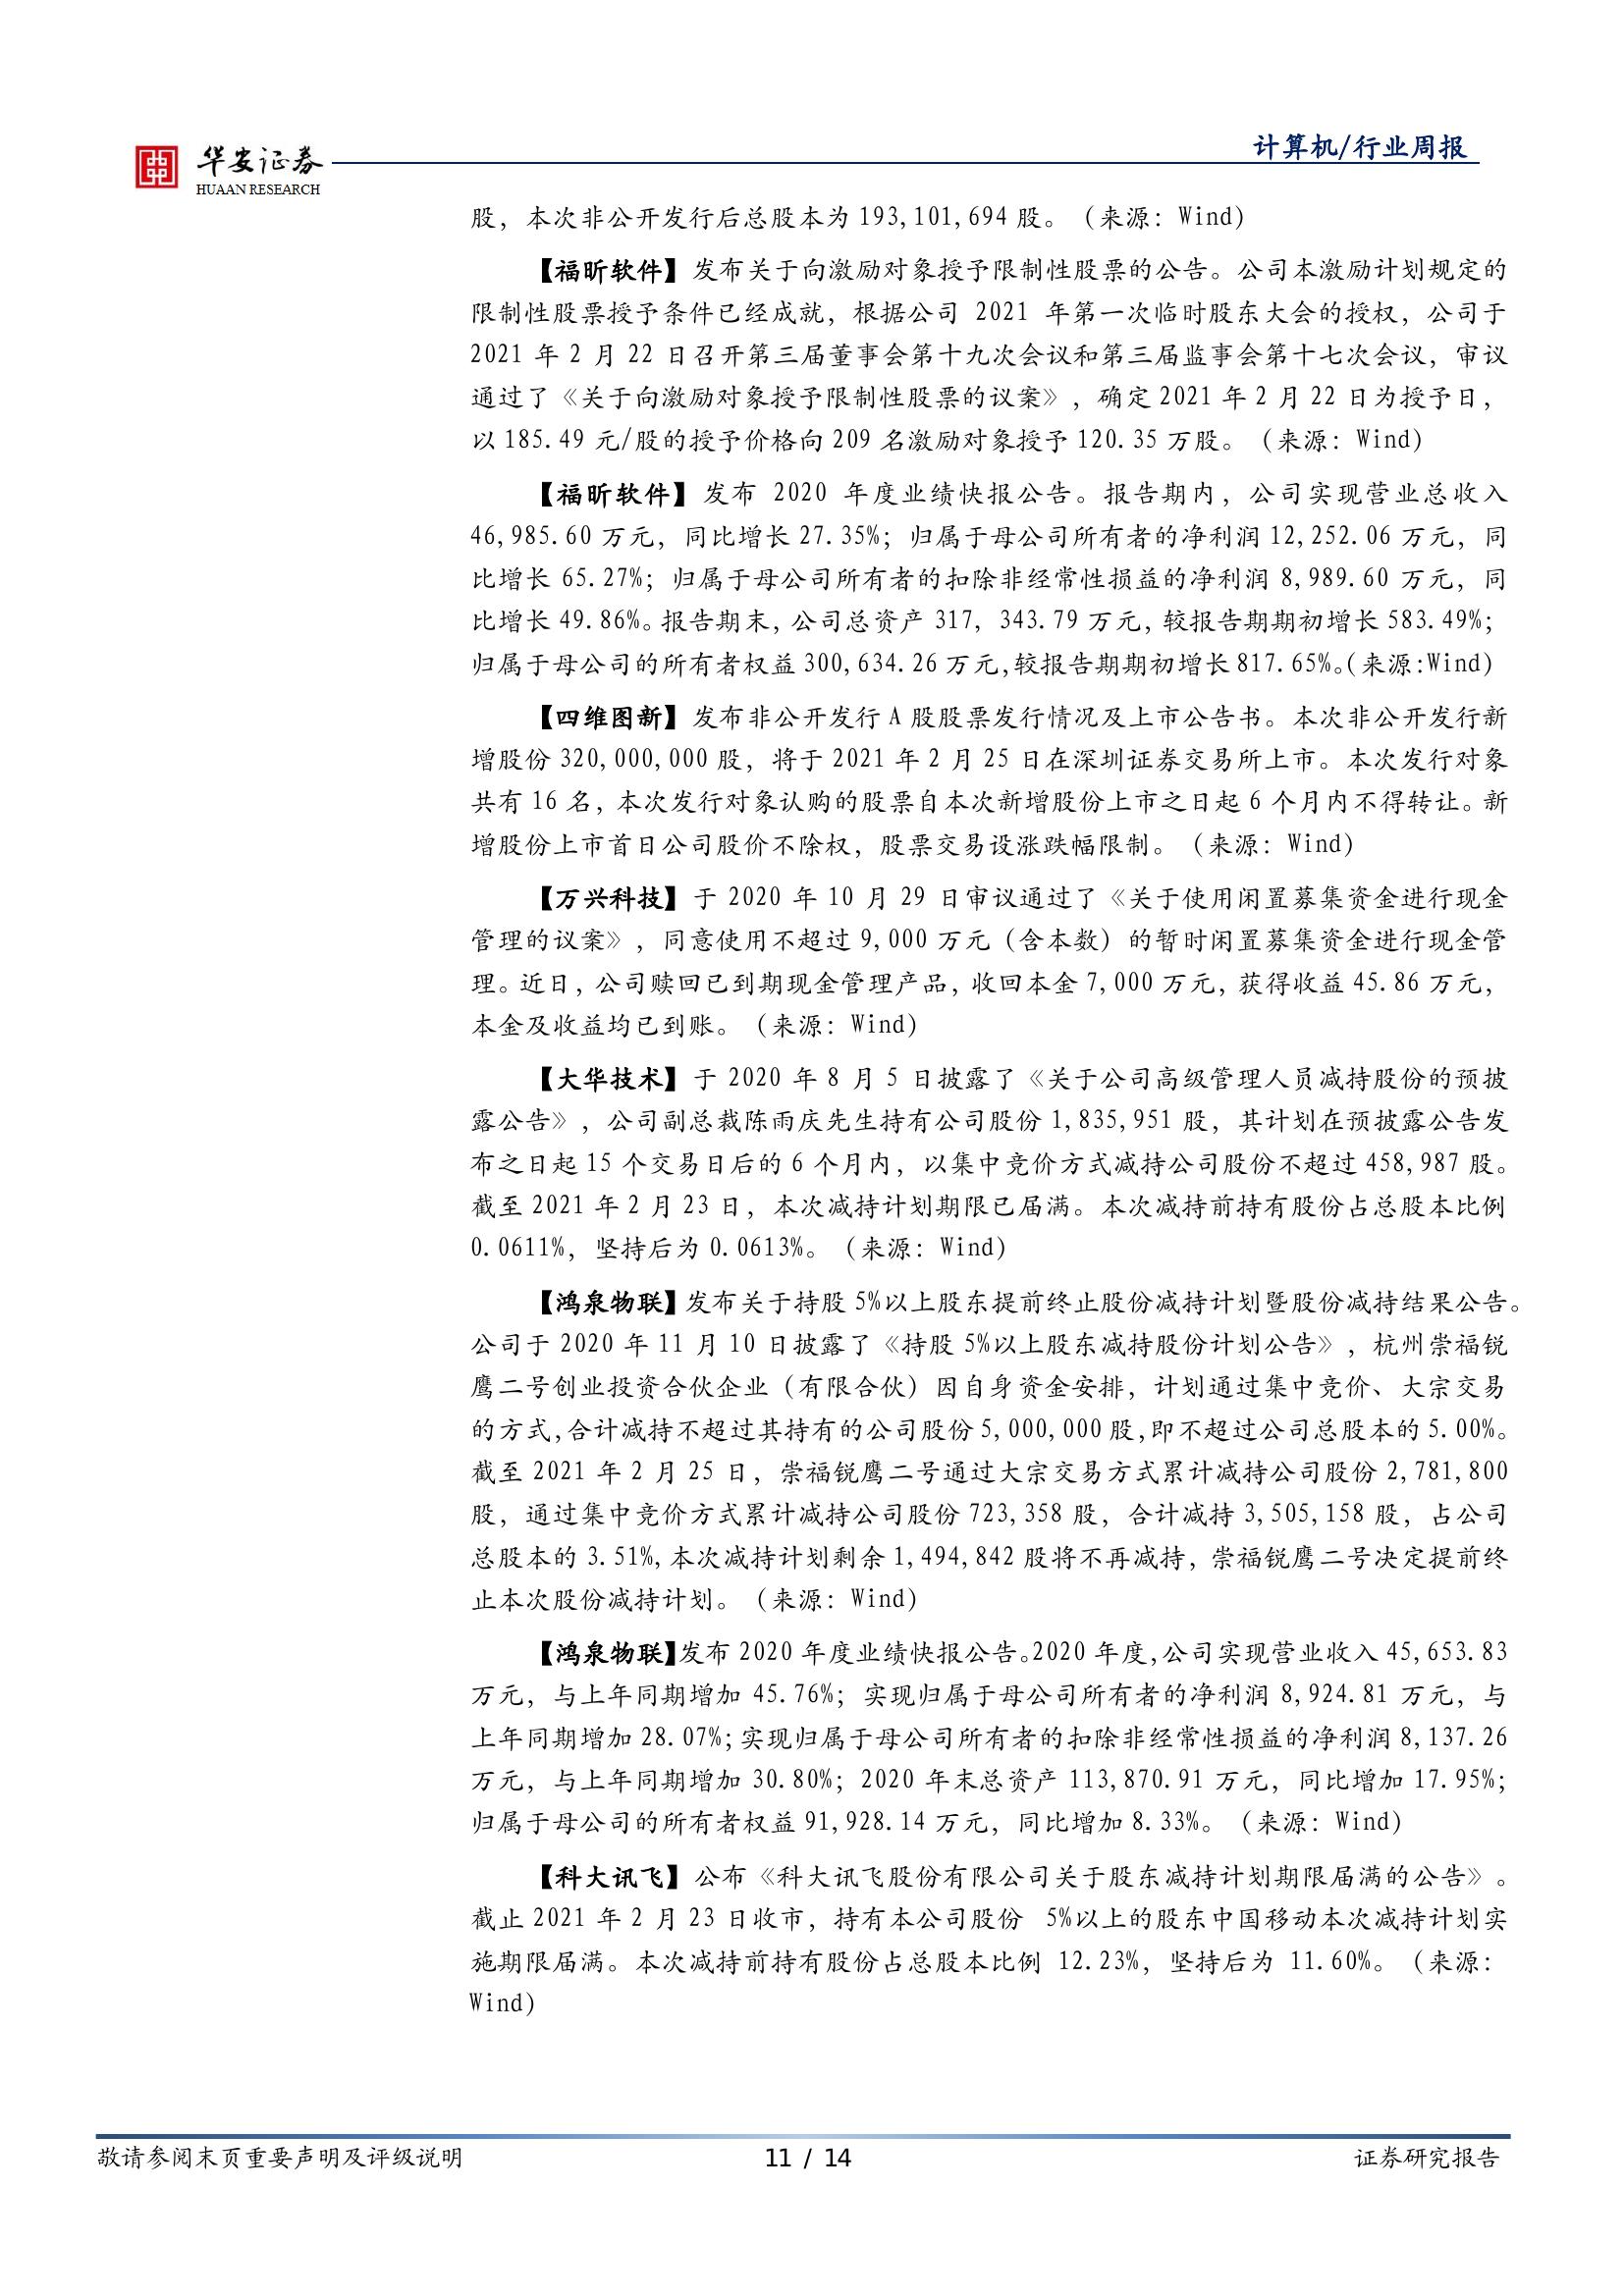 华安证券
HUAAN RESEARCH
计算机/行业周报
股，本次非公开发行后总股本为 193,101,694 股。（来源：Wind）
【福昕软件】发布关于向激励对象授予限制性股票的公告。公司本激励计划规定的
限制性股票授予条件已经成就，根据公司 2021 年第一次临时股东大会的授权，公司于
2021 年 2 月 22 日召开第三届董事会第十九次会议和第三届监事会第十七次会议，审议
通过了《关于向激励对象授予限制性股票的议案》，确定 2021 年 2 月 22 日为授予日，
以 185.49 元/股的授予价格向 209 名激励对象授予 120.35 万股。（来源：Wind）
【福昕软件】发布 2020 年度业绩快报公告。报告期内，公司实现营业总收入
46,985.60 万元，同比增长 27.35%；归属于母公司所有者的净利润 12,252.06 万元，同
比增长 65.27%；归属于母公司所有者的扣除非经常性损益的净利润 8,989.60 万元，同
比增长 49.86%。报告期末，公司总资产 317, 343.79 万元，较报告期期初增长 583.49%；
归属于母公司的所有者权益 300,634.26 万元，较报告期期初增长 817.65%。（来源：Wind）
【四维图新】发布非公开发行 A 股股票发行情况及上市公告书。本次非公开发行新
增股份 320,000,000 股，将于 2021 年 2 月 25 日在深圳证券交易所上市。本次发行对象
共有 16 名，本次发行对象认购的股票自本次新增股份上市之日起 6 个月内不得转让。新
增股份上市首日公司股价不除权，股票交易设涨跌幅限制。（来源：Wind）
【万兴科技】于 2020 年 10 月 29 日审议通过了《关于使用闲置募集资金进行现金
管理的议案》，同意使用不超过 9,000 万元（含本数）的暂时闲置募集资金进行现金管
理。近日，公司赎回已到期现金管理产品，收回本金 7,000 万元，获得收益 45.86 万元，
本金及收益均已到账。（来源：Wind）
【大华技术】于 2020 年 8 月 5 日披露了《关于公司高级管理人员减持股份的预披
露公告》，公司副总裁陈雨庆先生持有公司股份 1,835,951 股，其计划在预披露公告发
布之日起 15 个交易日后的 6 个月内，以集中竞价方式减持公司股份不超过 458,987 股。
截至 2021 年 2 月 23 日，本次减持计划期限已届满。本次减持前持有股份占总股本比例
0.0611%，坚持后为 0.0613%。（来源：Wind）
【鸿泉物联】发布关于持股 5%以上股东提前终止股份减持计划暨股份减持结果公告。
公司于 2020 年 11 月 10 日披露了《持股 5%以上股东减持股份计划公告》，杭州崇福锐
鹰二号创业投资合伙企业（有限合伙）因自身资金安排，计划通过集中竞价、大宗交易
的方式，合计减持不超过其持有的公司股份 5,000,000 股，即不超过公司总股本的 5.00%。
截至 2021 年 2 月 25 日，崇福锐鹰二号通过大宗交易方式累计减持公司股份 2,781,800
股，通过集中竞价方式累计减持公司股份 723,358 股，合计减持 3,505,158 股，占公司
总股本的 3.51%，本次减持计划剩余 1,494,842 股将不再减持，崇福锐鹰二号决定提前终
止本次股份减持计划。（来源：Wind）
【鸿泉物联】发布 2020 年度业绩快报公告。2020 年度，公司实现营业收入 45,653.83
万元，与上年同期增加 45.76%；实现归属于母公司所有者的净利润 8,924.81 万元，与
上年同期增加 28.07%；实现归属于母公司所有者的扣除非经常性损益的净利润 8,137.26
万元，与上年同期增加 30.80%；2020 年末总资产 113,870.91 万元，同比增加 17.95%；
归属于母公司的所有者权益 91,928.14 万元，同比增加 8.33%。（来源：Wind）
【科大讯飞】公布《科大讯飞股份有限公司关于股东减持计划期限届满的公告》。
截止 2021 年 2 月 23 日收市，持有本公司股份 5%以上的股东中国移动本次减持计划实
施期限届满。本次减持前持有股份占总股本比例 12.23%，坚持后为 11.60%。（来源：
Wind）
敬请参阅末页重要声明及评级说明
11 / 14
证券研究报告